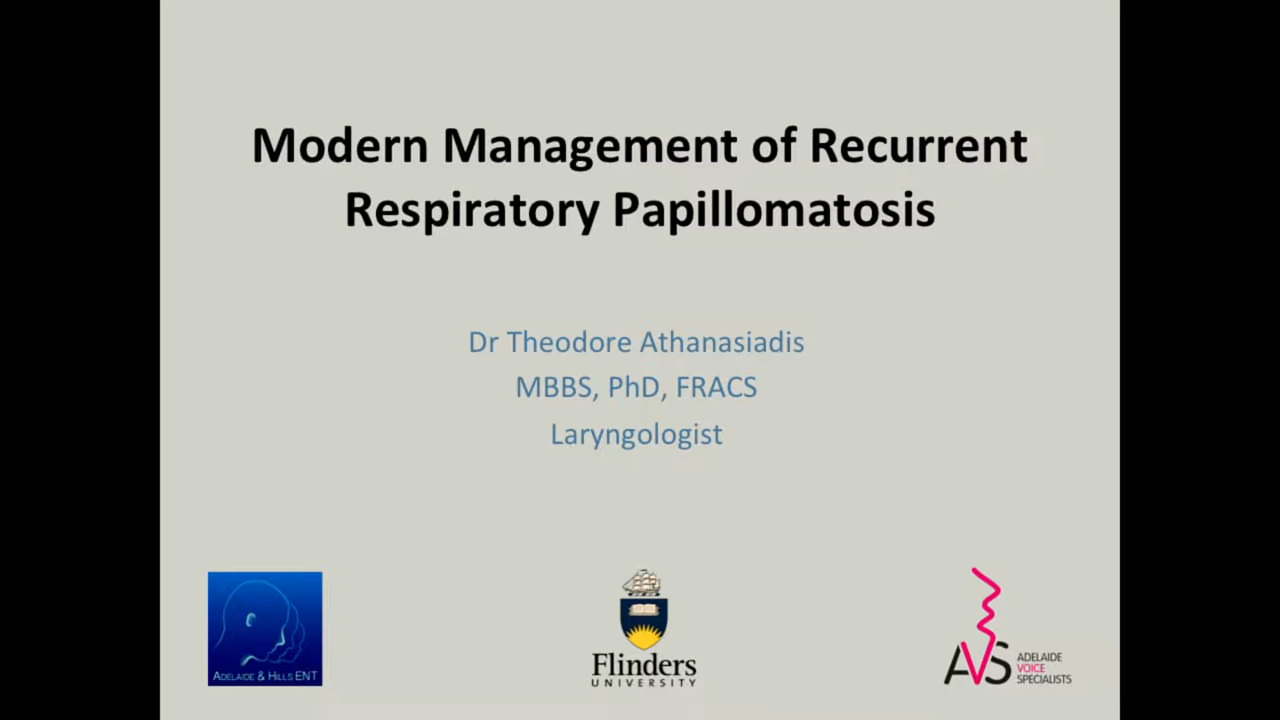 Modern Management of Recurrent
Respiratory Papillomatosis
Dr Theodore Athanasiadis
MBBS, PhD, FRACS
Laryngologist
ADELAIDE & HILLS ENT
Flinders
UNIVERSITY
AVS
ADELAIDE
VOICE
SPECIALISTS